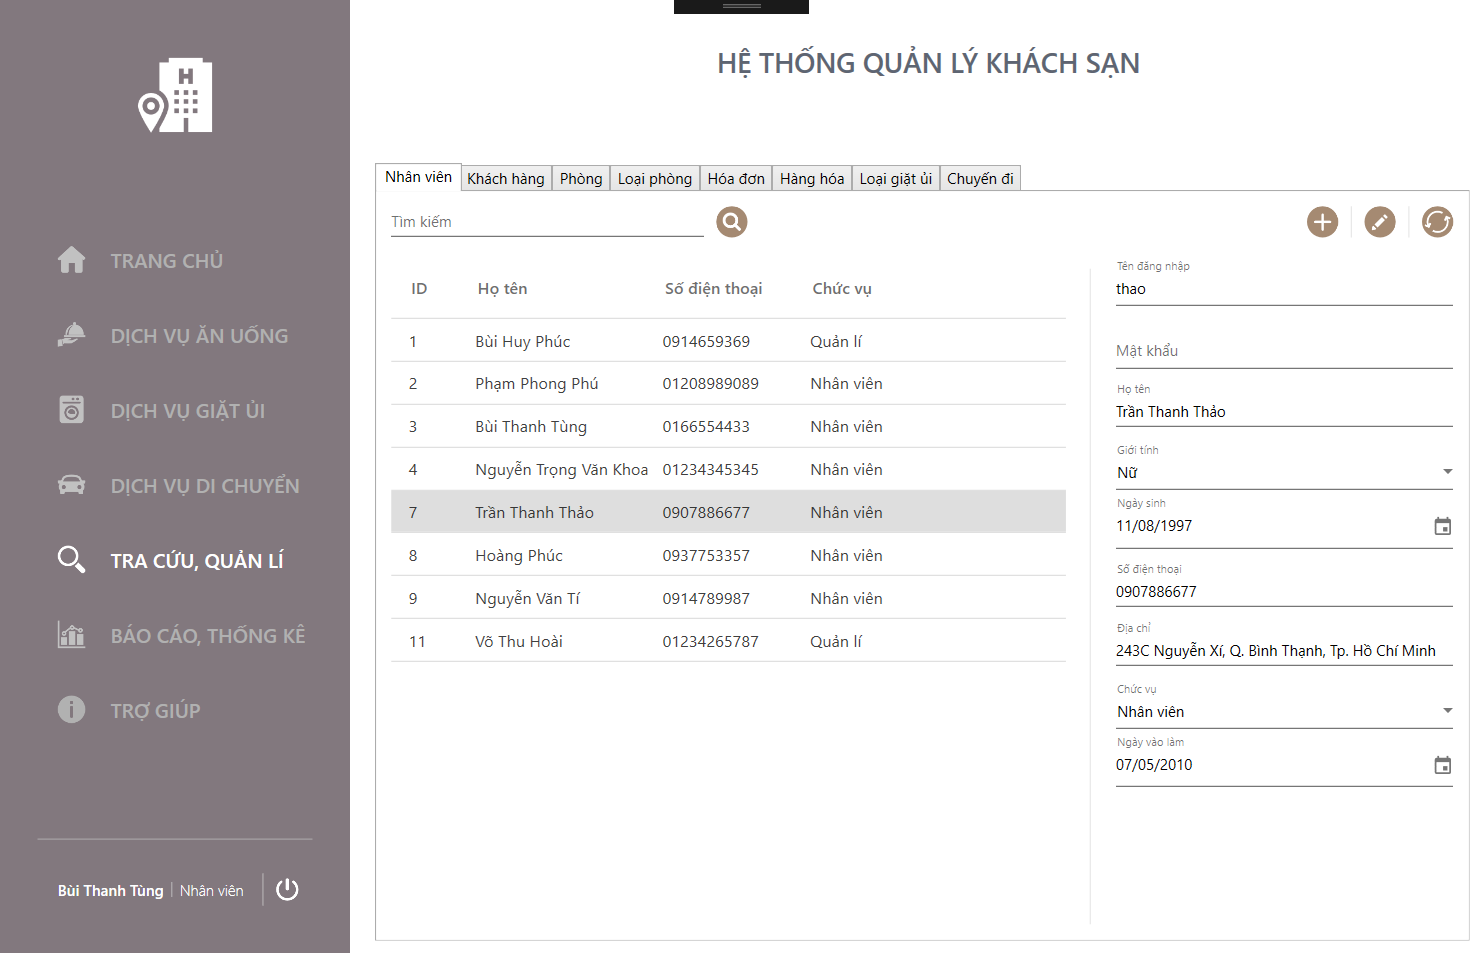 H
HỆ THỐNG QUẢN LÝ KHÁCH SẠN
TRANG CHỦ
DỊCH VỤ ĂN UỐNG
DỊCH VỤ GIẶT ỦI
DỊCH VỤ DI CHUYỂN
TRA CỨU, QUẢN LÍ
BÁO CÁO, THỐNG KÊ
TRỢ GIÚP
Bùi Thanh Tùng | Nhân viên
Nhân viên Khách hàng Phòng Loại phòng Hóa đơn Hàng hóa Loại giặt ủi Chuyến đi
Tìm kiếm
ID Họ tên Số điện thoại Chức vụ
1 Bùi Huy Phúc 0914659369 Quản lí
2 Phạm Phong Phú 01208989089 Nhân viên
3 Bùi Thanh Tùng 0166554433 Nhân viên
4 Nguyễn Trọng Văn Khoa 01234345345 Nhân viên
7 Trần Thanh Thảo 0907886677 Nhân viên
8 Hoàng Phúc 0937753357 Nhân viên
9 Nguyễn Văn Tí 0914789987 Nhân viên
11 Võ Thu Hoài 01234265787 Quản lí
Tên đăng nhập
thao
Mật khẩu
Họ tên
Trần Thanh Thảo
Giới tính
Nữ
Ngày sinh
11/08/1997
Số điện thoại
0907886677
Địa chỉ
243C Nguyễn Xí, Q. Bình Thạnh, Tp. Hồ Chí Minh
Chức vụ
Nhân viên
Ngày vào làm
07/05/2010